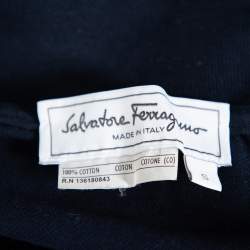 Salvatore Ferragamo
MADE IN ITALY
100% COTTON COTON COTONE (CO)
R.N 136180843
S